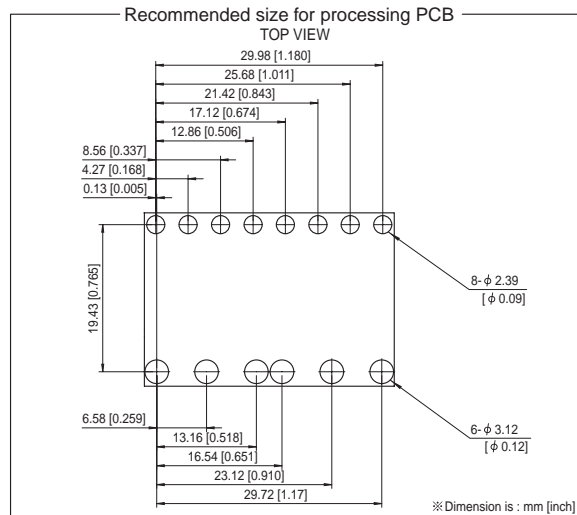 Recommended size for processing PCB
TOP VIEW
29.98 [1.180]
25.68 [1.011]
21.42 [0.843]
17.12 [0.674]
12.86 [0.506]
8.56 [0.337]
4.27 [0.168]
0.13 [0.005]
19.43 [0.765]
8-ϕ 2.39
[ ϕ 0.09]
6.58 [0.259]
13.16 [0.518]
16.54 [0.651]
23.12 [0.910]
29.72 [1.17]
6-ϕ 3.12
[ ϕ 0.12]
※Dimension is : mm [inch]